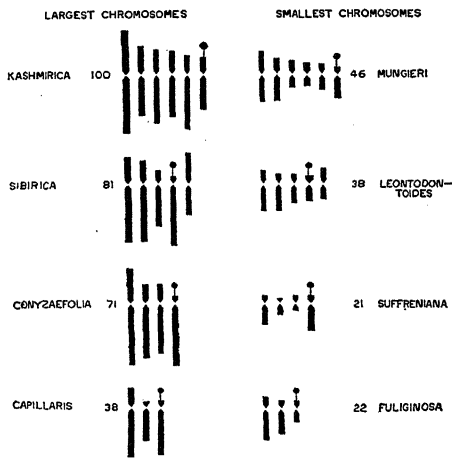 LARGEST CHROMOSOMES SMALLEST CHROMOSOMES
KASHMIRICA 100 46 MUNGIERI
SIBIRICA 81 38 LEONTODON-
TOIDES
CONYZAEFOLIA 71 21 SUFFRENIANA
CAPILLARIS 38 22 FULIGINOSA